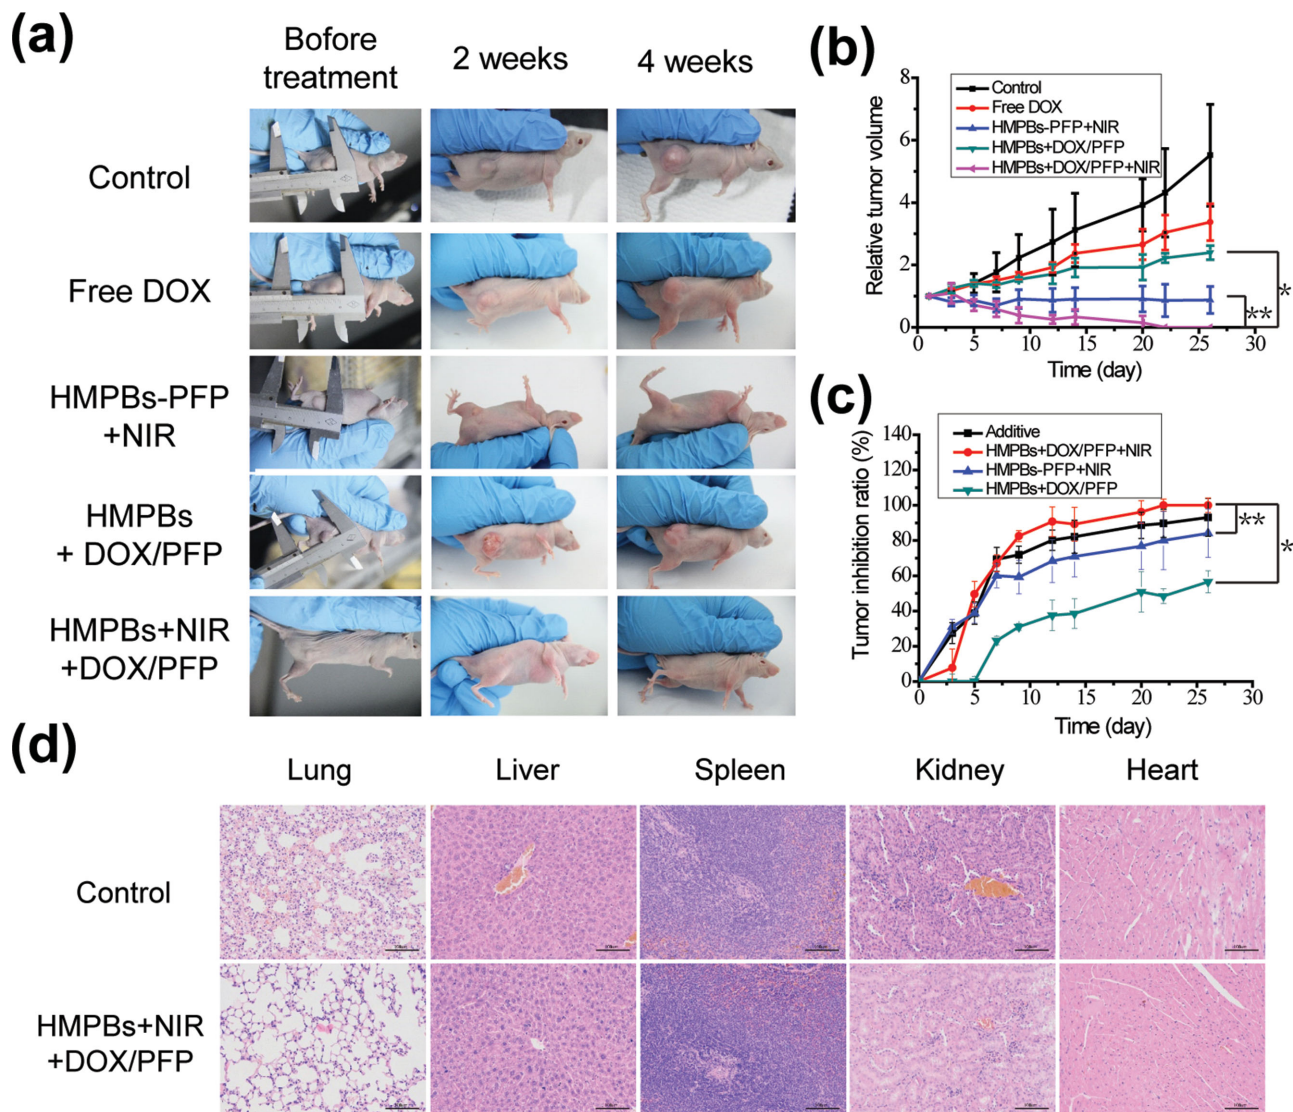 (a)
Bofore
treatment
2 weeks
4 weeks
Control
Free DOX
HMPBs-PFP
+NIR
HMPBs
+ DOX/PFP
HMPBs+NIR
+DOX/PFP
(b)
8
6
4
2
0
Relative tumor volume
Control
Free DOX
HMPBs-PFP+NIR
HMPBs+DOX/PFP
HMPBs+DOX/PFP+NIR
**
*
0 5 10 15 20 25 30
Time (day)
(c)
140
120
100
80
60
40
20
0
Tumor inhibition ratio (%)
Additive
HMPBs+DOX/PFP+NIR
HMPBs-PFP+NIR
HMPBs+DOX/PFP
**
*
0 5 10 15 20 25 30
Time (day)
(d)
Lung
Liver
Spleen
Kidney
Heart
Control
HMPBs+NIR
+DOX/PFP